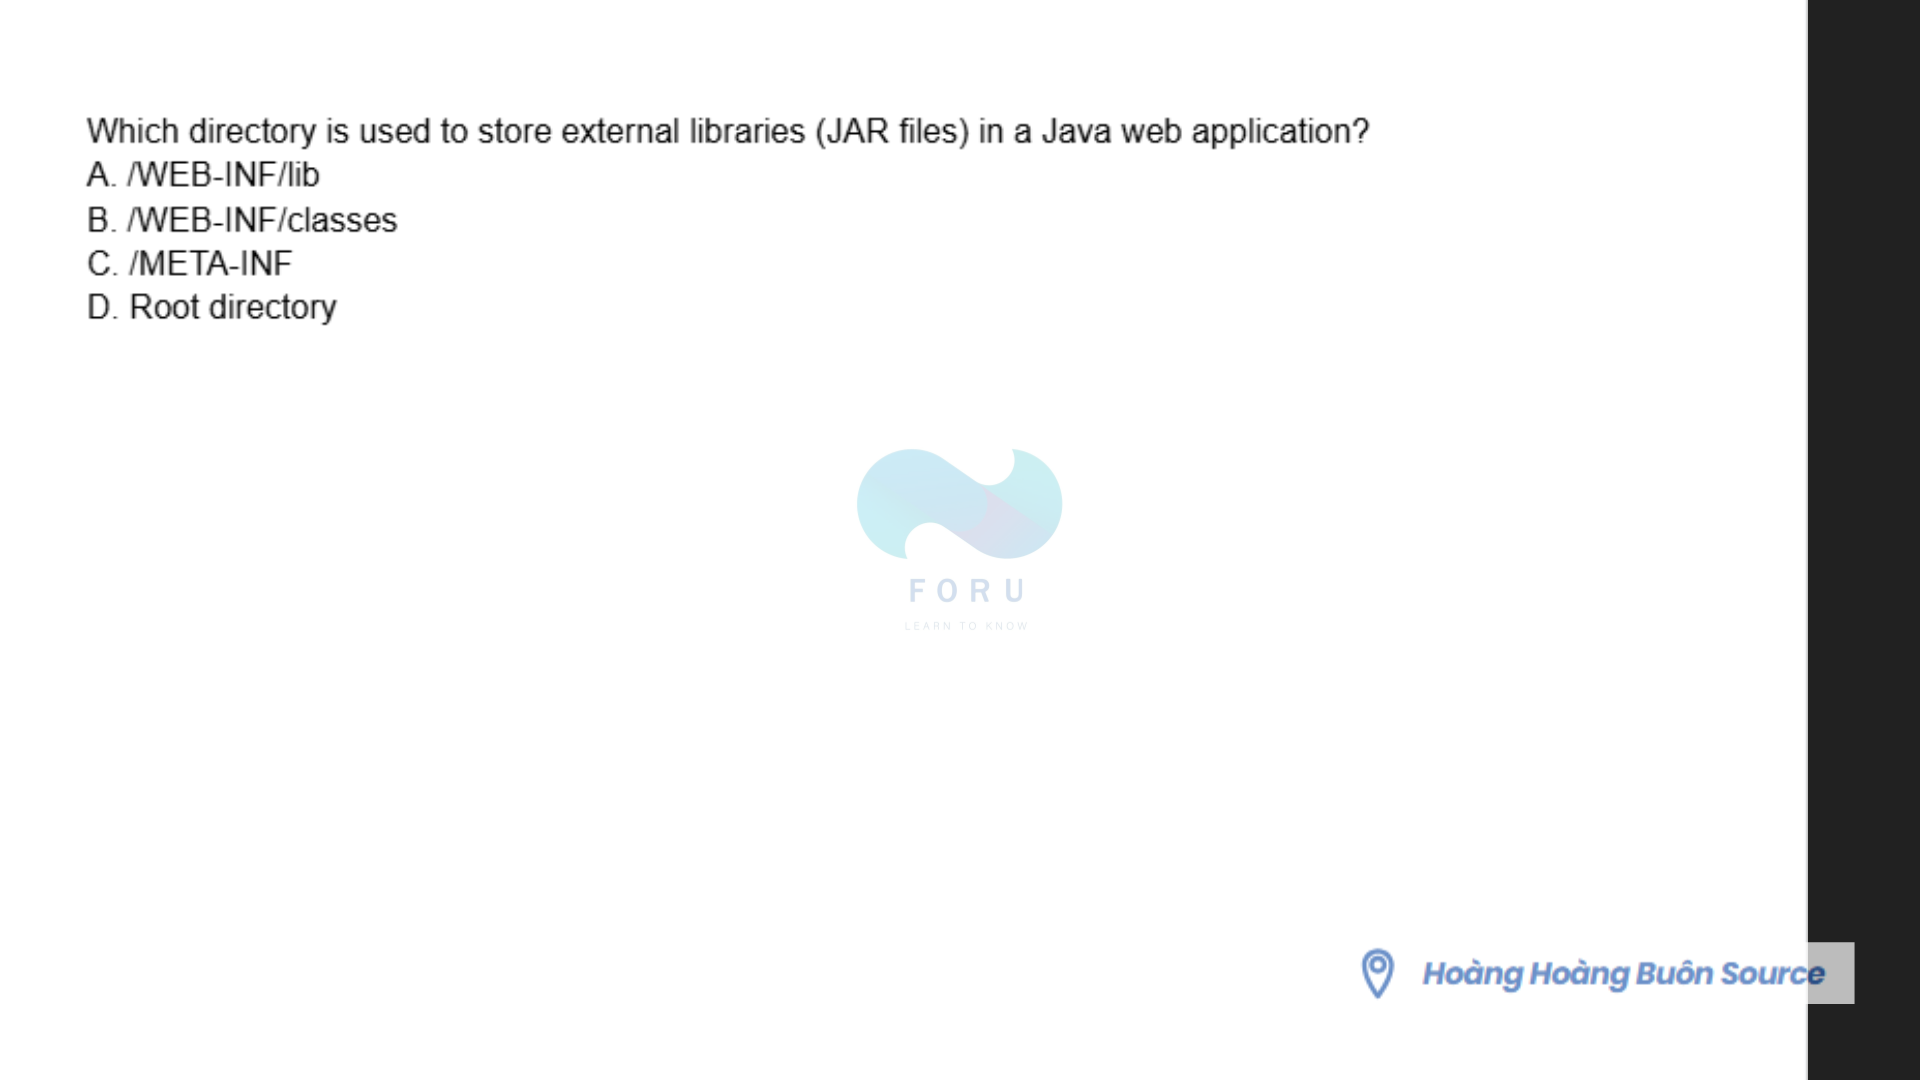 Which directory is used to store external libraries (JAR files) in a Java web application?
A. /WEB-INF/lib
B. /WEB-INF/classes
C. /META-INF
D. Root directory
FORU
LEARN TO KNOW
Hoàng Hoàng Buôn Source